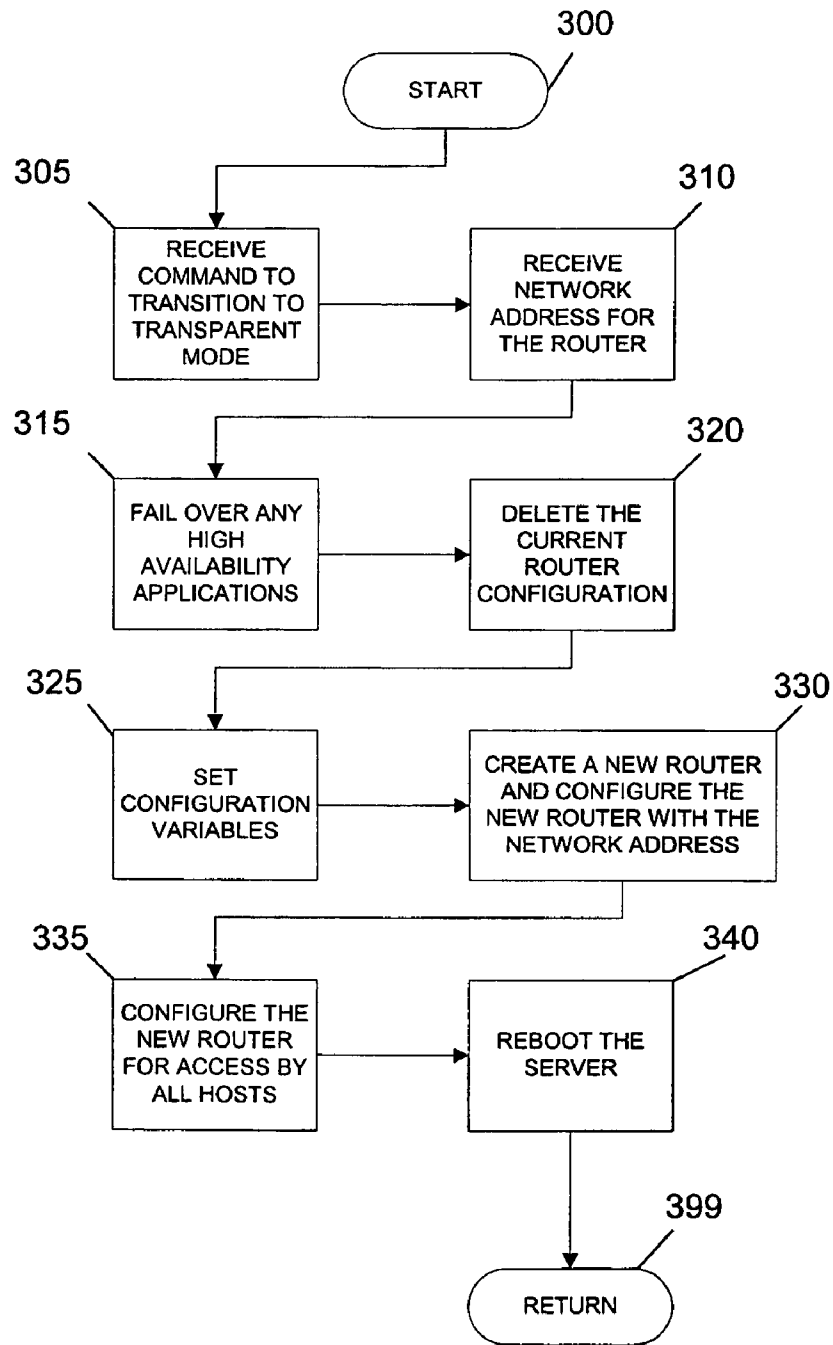 300
START
305
RECEIVE
COMMAND TO
TRANSITION TO
TRANSPARENT
MODE
310
RECEIVE
NETWORK
ADDRESS FOR
THE ROUTER
315
FAIL OVER ANY
HIGH
AVAILABILITY
APPLICATIONS
320
DELETE THE
CURRENT
ROUTER
CONFIGURATION
325
SET
CONFIGURATION
VARIABLES
330
CREATE A NEW ROUTER
AND CONFIGURE THE
NEW ROUTER WITH THE
NETWORK ADDRESS
335
CONFIGURE THE
NEW ROUTER
FOR ACCESS BY
ALL HOSTS
340
REBOOT THE
SERVER
399
RETURN